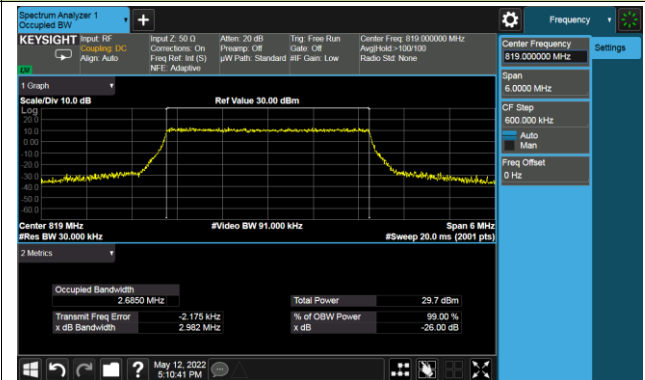 Spectrum Analyzer 1
Occupied BW
Frequency
KEYSIGHT
Input: RF
Coupling: DC
Align: Auto
Input Z: 50 Ω
Corrections: On
Freq Ref: Int (S)
NFE: Adaptive
Atten: 20 dB
Preamp: Off
µW Path: Standard
Trig: Free Run
Gate: Off
#IF Gain: Low
Center Freq: 819.000000 MHz
Avg|Hold:>100/100
Radio Std: None
Center Frequency
819.000000 MHz
Settings
Span
6.0000 MHz
CF Step
600.000 kHz
Auto
Man
Freq Offset
0 Hz
1 Graph
Scale/Div 10.0 dB
Ref Value 30.00 dBm
Log
20.0
10.0
0.00
-10.0
-20.0
-30.0
-40.0
-50.0
-60.0
Center 819 MHz
#Video BW 91.000 kHz
Span 6 MHz
#Res BW 30.000 kHz
#Sweep 20.0 ms (2001 pts)
2 Metrics
Occupied Bandwidth
2.6850 MHz
Total Power
29.7 dBm
Transmit Freq Error
-2.175 kHz
% of OBW Power
99.00 %
x dB Bandwidth
2.982 MHz
x dB
-26.00 dB
?
May 12, 2022
5:10:41 PM